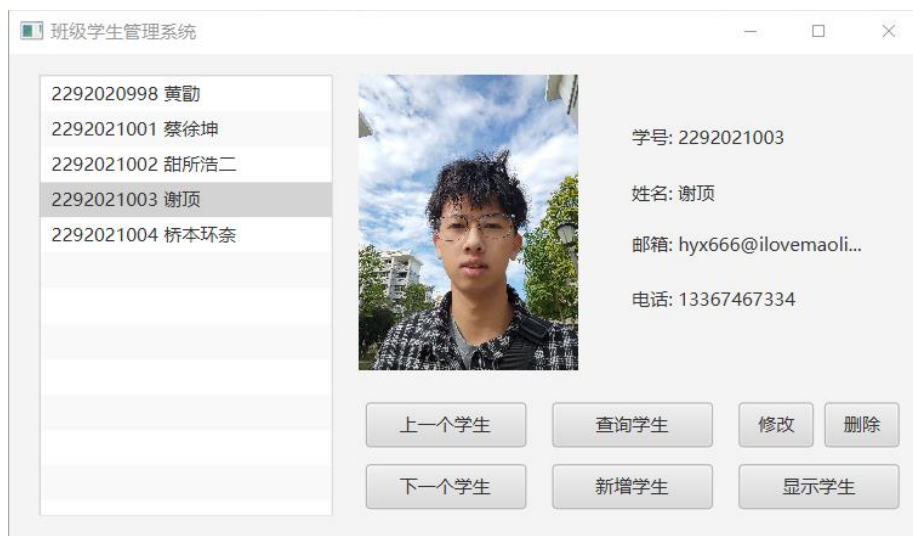 班级学生管理系统
2292020998 黄勖
2292021001 蔡徐坤
2292021002 甜所浩二
2292021003 谢顶
2292021004 桥本环柰
学号: 2292021003
姓名: 谢顶
邮箱: hyx666@ilovemaoli...
电话: 13367467334
上一个学生
查询学生
修改
删除
下一个学生
新增学生
显示学生